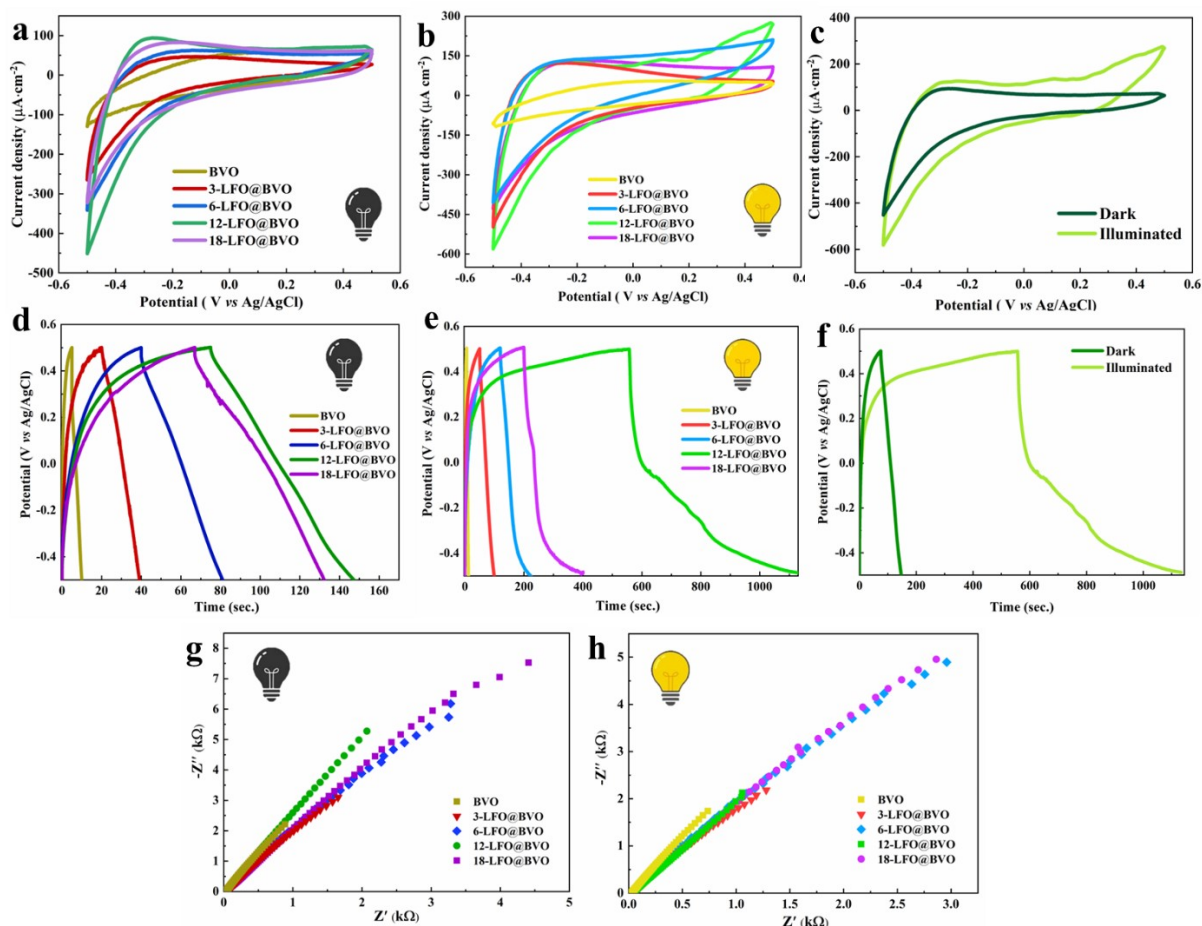 a
100
0
-100
-200
-300
-400
-500
Current density (µA·cm⁻²)
BVO
3-LFO@BVO
6-LFO@BVO
12-LFO@BVO
18-LFO@BVO
-0.6 -0.4 -0.2 0.0 0.2 0.4 0.6
Potential ( V vs Ag/AgCl)
b
300
150
0
-150
-300
-450
-600
Current density (µA cm⁻²)
BVO
3-LFO@BVO
6-LFO@BVO
12-LFO@BVO
18-LFO@BVO
-0.6 -0.4 -0.2 0.0 0.2 0.4 0.6
Potential ( V vs Ag/AgCl)
c
400
200
0
-200
-400
-600
Current density (µA·cm⁻²)
Dark
Illuminated
-0.6 -0.4 -0.2 0.0 0.2 0.4 0.6
Potential ( V vs Ag/AgCl)
d
0.6
0.4
0.2
0.0
-0.2
-0.4
Potential (V vs Ag/AgCl)
BVO
3-LFO@BVO
6-LFO@BVO
12-LFO@BVO
18-LFO@BVO
0 20 40 60 80 100 120 140 160
Time (sec.)
e
0.6
0.4
0.2
0.0
-0.2
-0.4
Potential (V vs Ag/AgCl)
BVO
3-LFO@BVO
6-LFO@BVO
12-LFO@BVO
18-LFO@BVO
0 200 400 600 800 1000
Time (sec.)
f
0.6
0.4
0.2
0.0
-0.2
-0.4
Potential (V vs Ag/AgCl)
Dark
Illuminated
0 200 400 600 800 1000
Time (sec.)
g
8
7
6
5
4
3
2
1
0
-Z'' (kΩ)
BVO
3-LFO@BVO
6-LFO@BVO
12-LFO@BVO
18-LFO@BVO
0 1 2 3 4 5
Z′ (kΩ)
h
5
4
3
2
1
0
-Z'' (kΩ)
BVO
3-LFO@BVO
6-LFO@BVO
12-LFO@BVO
18-LFO@BVO
0.0 0.5 1.0 1.5 2.0 2.5 3.0
Z′ (kΩ)